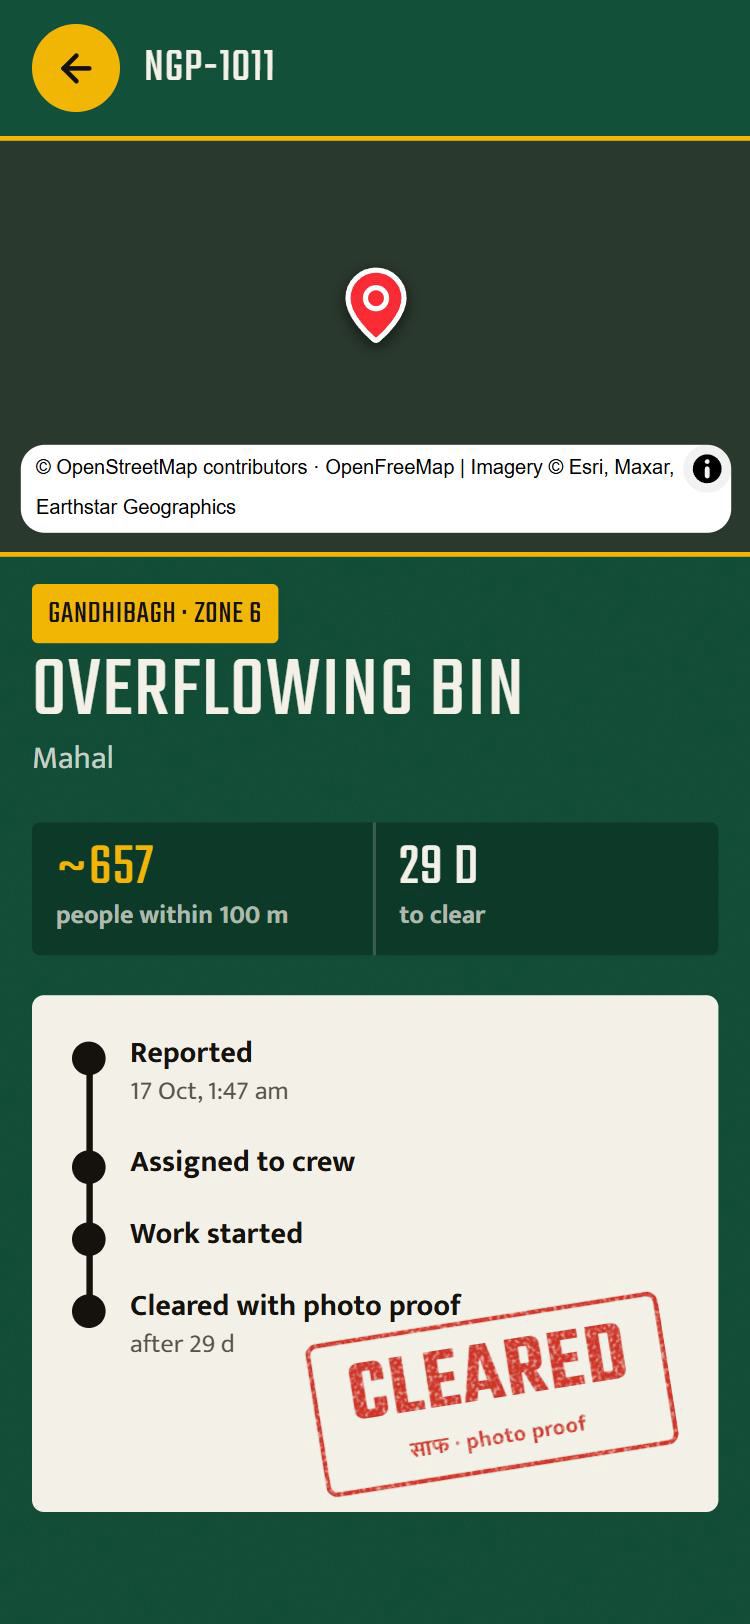 NGP-1011
© OpenStreetMap contributors · OpenFreeMap | Imagery © Esri, Maxar,
Earthstar Geographics
GANDHIBAGH · ZONE 6
OVERFLOWING BIN
Mahal
~657
people within 100 m
29 D
to clear
Reported
17 Oct, 1:47 am
Assigned to crew
Work started
Cleared with photo proof
after 29 d
CLEARED
साफ · photo proof